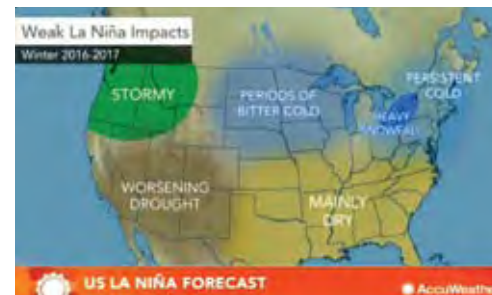 Weak La Niña Impacts
Winter 2016-2017
STORMY
PERIODS OF
BITTER COLD
PERSISTENT
COLD
HEAVY
SNOWFALL
WORSENING
DROUGHT
MAINLY
DRY
US LA NIÑA FORECAST
AccuWeather